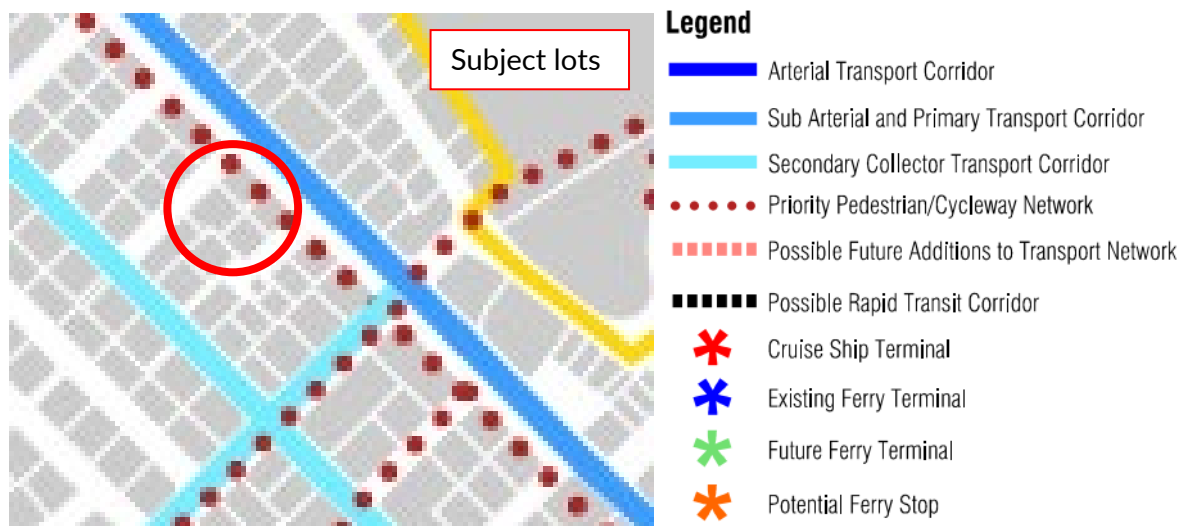 Subject lots
Legend
Arterial Transport Corridor
Sub Arterial and Primary Transport Corridor
Secondary Collector Transport Corridor
Priority Pedestrian/Cycleway Network
Possible Future Additions to Transport Network
Possible Rapid Transit Corridor
Cruise Ship Terminal
Existing Ferry Terminal
Future Ferry Terminal
Potential Ferry Stop